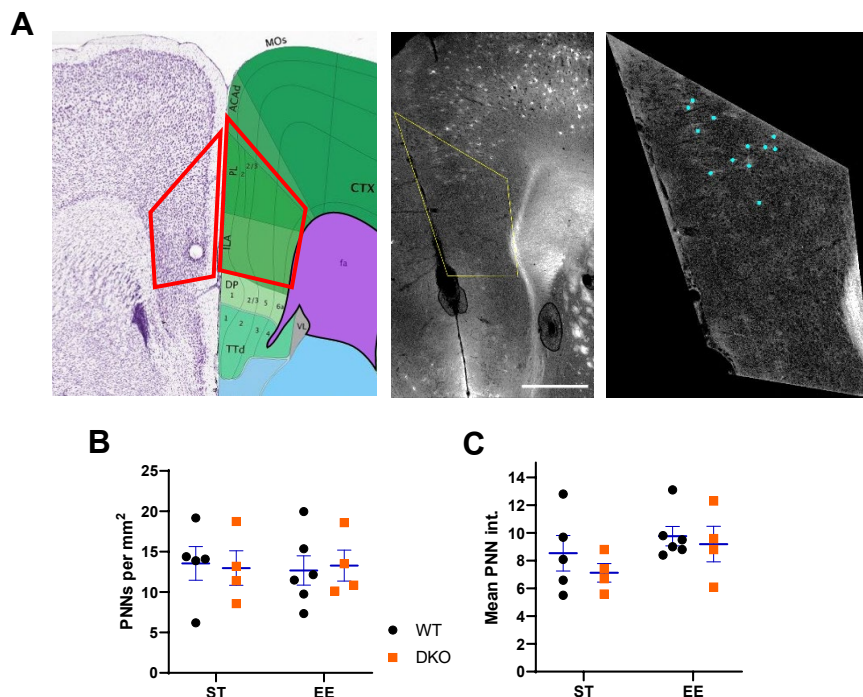 A
MOs
ACAd
PL
2/3
CTX
ILA
fa
DP
1
2/3
5
6a
1
2
3
4
VL
TTd
B
PNNs per mm²
25
20
15
10
5
0
ST
EE
WT
DKO
C
Mean PNN int.
14
12
10
8
6
4
2
0
ST
EE